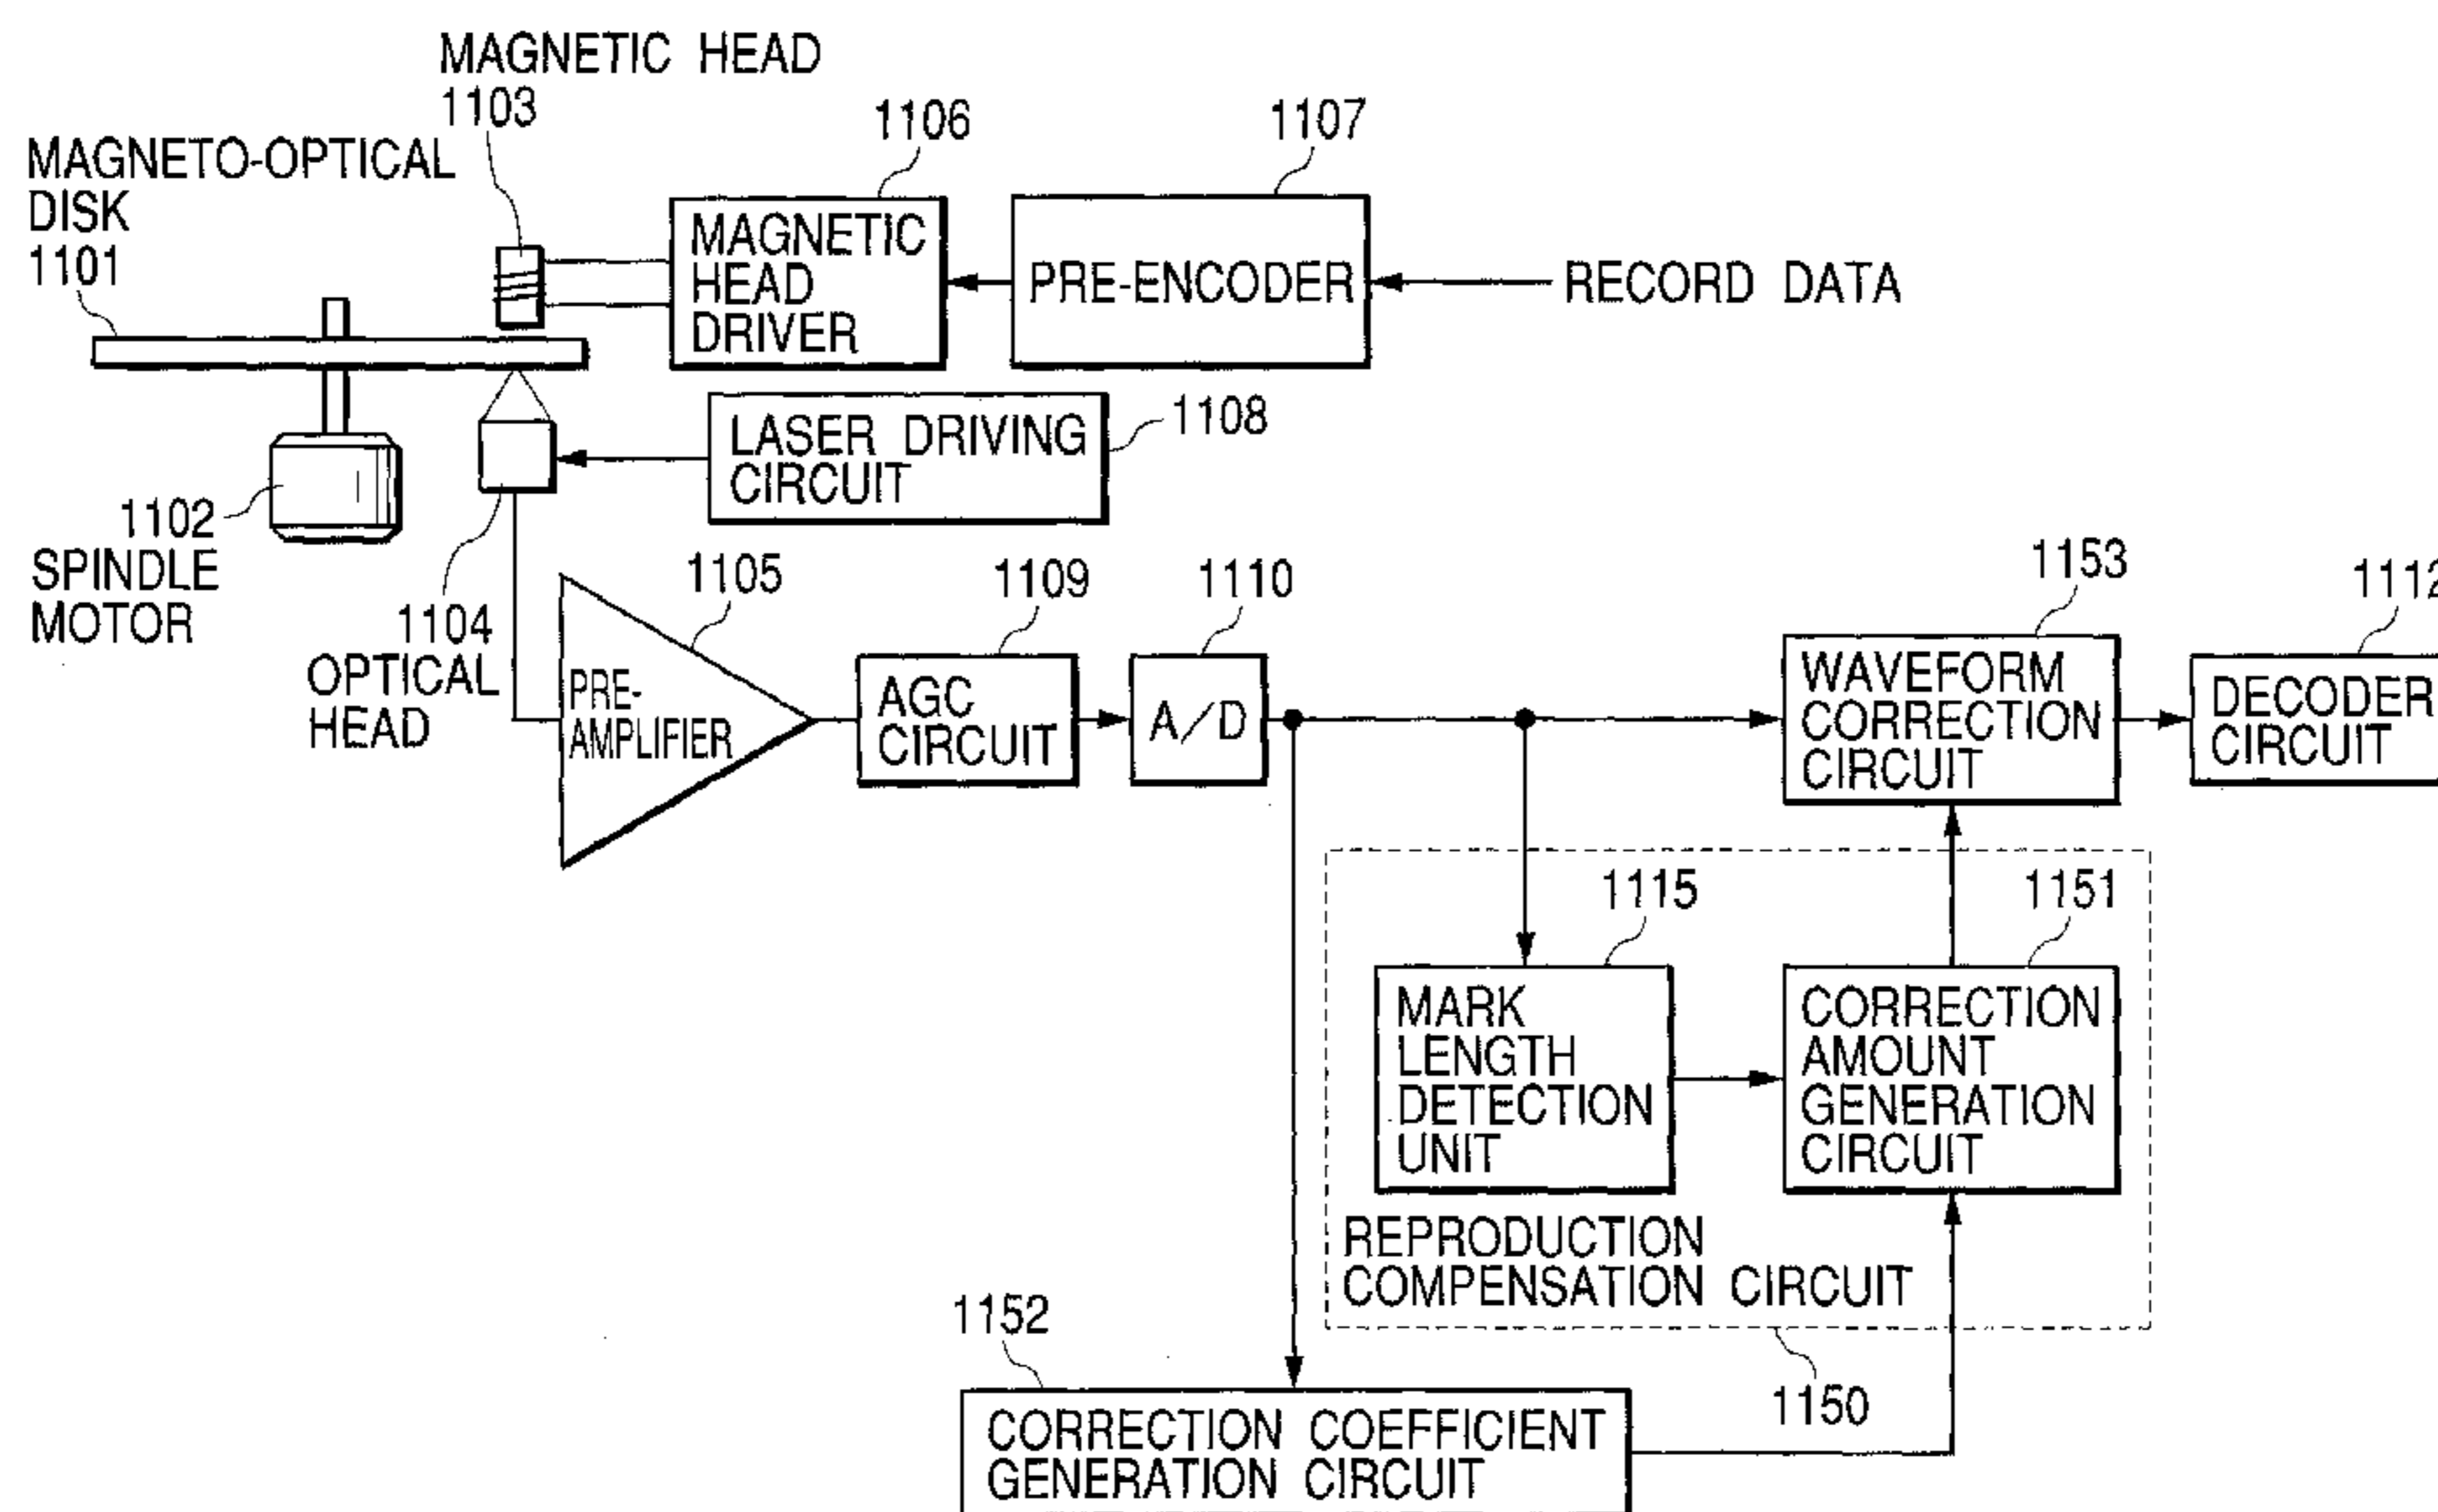 MAGNETIC HEAD
1103
1106
1107
MAGNETO-OPTICAL
DISK
1101
MAGNETIC
HEAD
DRIVER
PRE-ENCODER
RECORD DATA
LASER DRIVING
CIRCUIT
1108
1102
SPINDLE
MOTOR
1104
OPTICAL
HEAD
1105
PRE-
AMPLIFIER
1109
AGC
CIRCUIT
1110
A/D
1153
WAVEFORM
CORRECTION
CIRCUIT
1112
DECODER
CIRCUIT
1115
MARK
LENGTH
DETECTION
UNIT
1151
CORRECTION
AMOUNT
GENERATION
CIRCUIT
REPRODUCTION
COMPENSATION CIRCUIT
1150
1152
CORRECTION COEFFICIENT
GENERATION CIRCUIT